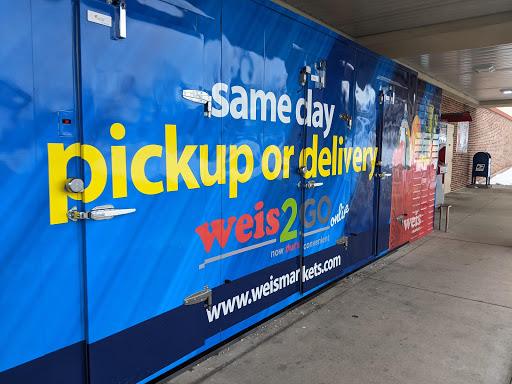 same day
pickup or delivery
weis2GO
online
now that's convenient
www.weismarkets.com
weis